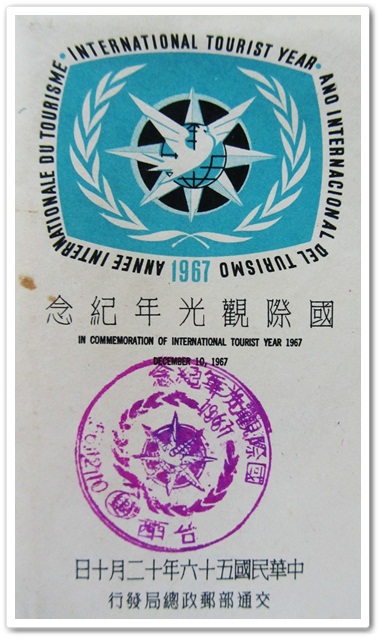 · INTERNATIONAL TOURIST YEAR ·
ANO INTERNACIONAL DEL TURISMO
ANNÉE INTERNATIONALE DU TOURISME
1967
國際觀光年紀念
IN COMMEMORATION OF INTERNATIONAL TOURIST YEAR 1967
DECEMBER 10, 1967
國際觀光年紀念
1967
中華民國五十六年十二月十日
交通部郵政總局發行